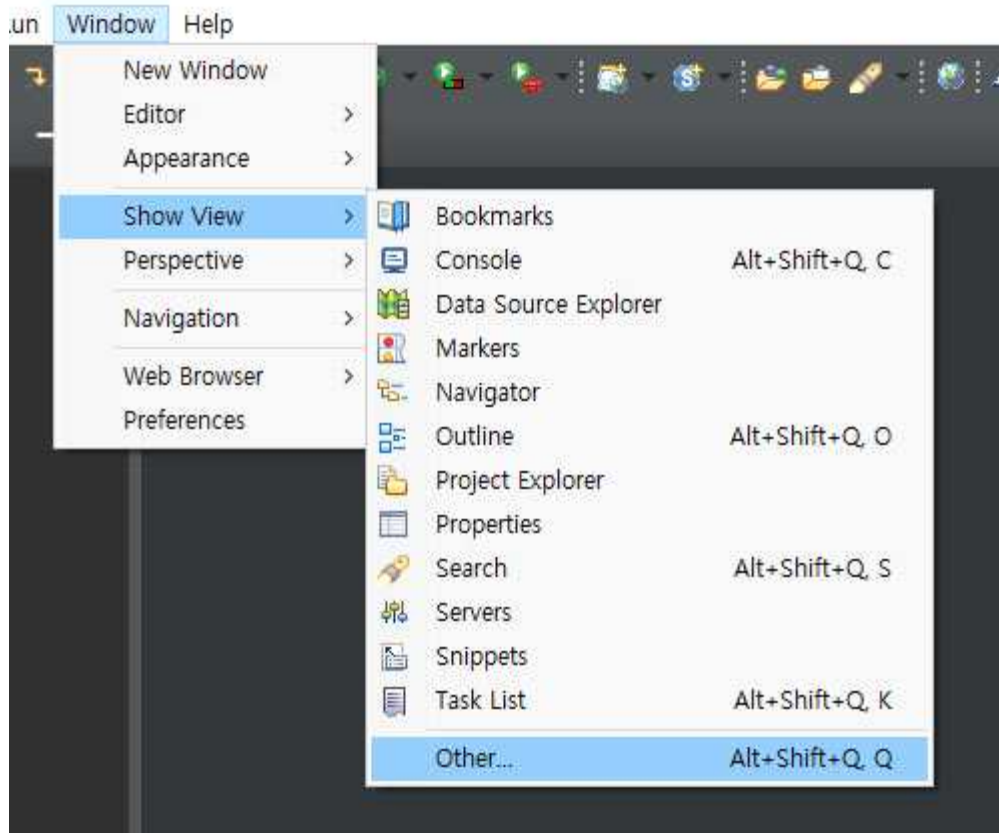 Window Help
New Window
Editor
Appearance
Show View
Perspective
Navigation
Web Browser
Preferences
Bookmarks
Console Alt+Shift+Q, C
Data Source Explorer
Markers
Navigator
Outline Alt+Shift+Q, O
Project Explorer
Properties
Search Alt+Shift+Q, S
Servers
Snippets
Task List Alt+Shift+Q, K
Other... Alt+Shift+Q, Q